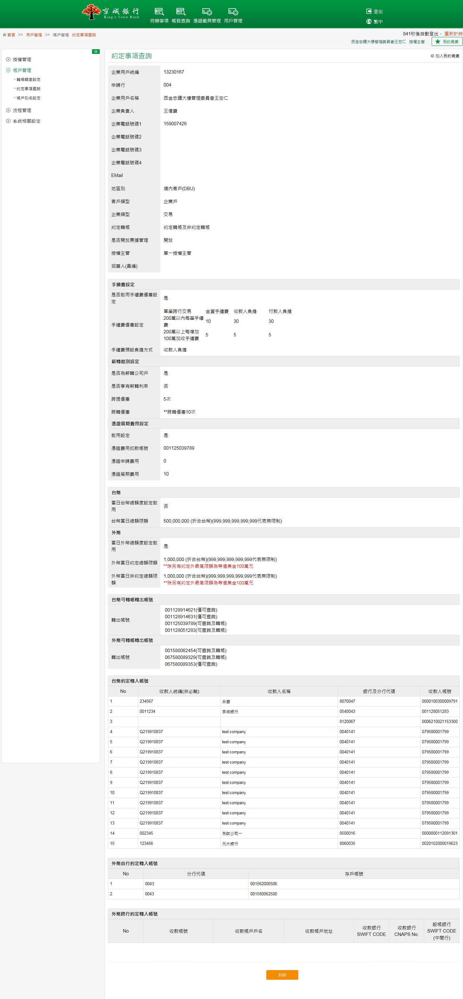 京城銀行
King's Town Bank
待辦事項 帳務查詢 憑證載具管理 用戶管理
登出
繁中
首頁 >> 用戶管理 >> 帳戶管理 約定事項查詢
841秒後自動登出， 重新計時
西金忠鑽大樓管理委員會王宏仁 授權主管
我的最愛
授權管理
帳戶管理
轉帳額度設定
約定事項查詢
帳戶別名設定
流程管理
系統相關設定
約定事項查詢
加入我的最愛
企業用戶統編 13230167
申請行 004
企業用戶名稱 西金忠鑽大樓管理委員會王宏仁
企業負責人 王億寶
企業電話號碼1 159007426
企業電話號碼2
企業電話號碼3
企業電話號碼4
EMail
地區別 境內客戶(DBU)
客戶類型 企業戶
企業類型 交易
約定轉帳 約定轉帳及非約定轉帳
是否開放票據管理 開放
授權主管 單一授權主管
招募人(員編)
手續費設定
是否啟用手續費優惠設定 是
手續費優惠設定
單筆跨行交易 金資手續費 收款人負擔 付款人負擔
200萬以內每筆手續費 10 30 30
200萬以上每增加100萬加收手續費 5 5 5
手續費預設負擔方式 收款人負擔
薪轉組別設定
是否為薪轉公司戶 是
是否享有薪轉利率 否
跨提優惠 5次
跨轉優惠 **跨轉優惠10次
憑證展期費用設定
啟用設定 是
憑證費用扣款帳號 001125039789
憑證申請費用 0
憑證展期費用 10
台幣
當日台幣總額度設定啟用 否
台幣當日總額限額 500,000,000 (折合台幣)(999,999,999,999,999代表無限制)
外幣
當日外幣總額度設定啟用 是
外幣當日約定總額限額 1,000,000 (折合台幣)(999,999,999,999,999代表無限制)
**除另有約定外最高限額為等值美金100萬元
外幣當日非約定總額限額 1,000,000 (折合台幣)(999,999,999,999,999代表無限制)
**除另有約定外最高限額為等值美金100萬元
台幣可轉帳轉出帳號
轉出帳號
001128914621(僅可查詢)
001128914631(僅可查詢)
001125039789(可查詢及轉帳)
001128051283(可查詢及轉帳)
外幣可轉帳轉出帳號
轉出帳號
001580062454(可查詢及轉帳)
067580089329(可查詢及轉帳)
067580089353(僅可查詢)
台幣約定轉入帳號
No 收款人統編(非必輸) 收款人名稱 銀行及分行代碼 收款人帳號
1 234567 永豐 8070047 0000100300009791
2 0011234 京城銀行 0540043 001128051283
3 8120067 0006210021153300
4 Q219910837 test company 0040141 079580001799
5 Q219910837 test company 0040141 079580001799
6 Q219910837 test company 0040141 079580001799
7 Q219910837 test company 0040141 079580001799
8 Q219910837 test company 0040141 079580001799
9 Q219910837 test company 0040141 079580001799
10 Q219910837 test company 0040141 079580001799
11 Q219910837 test company 0040141 079580001799
12 Q219910837 test company 0040141 079580001799
13 Q219910837 test company 0040141 079580001799
14 002345 測試公司一 0500016 0000000112091301
15 123456 元大銀行 8060035 0020102000019623
外幣自行約定轉入帳號
No 分行代碼 存戶帳號
1 0043 001562000506
2 0043 001580062500
外幣跨行約定轉入帳號
No 收款帳號 收款帳戶戶名 收款帳戶地址 收款銀行 SWIFT CODE 收款銀行 CNAPS No. 設帳銀行 SWIFT CODE (中間行)
列印